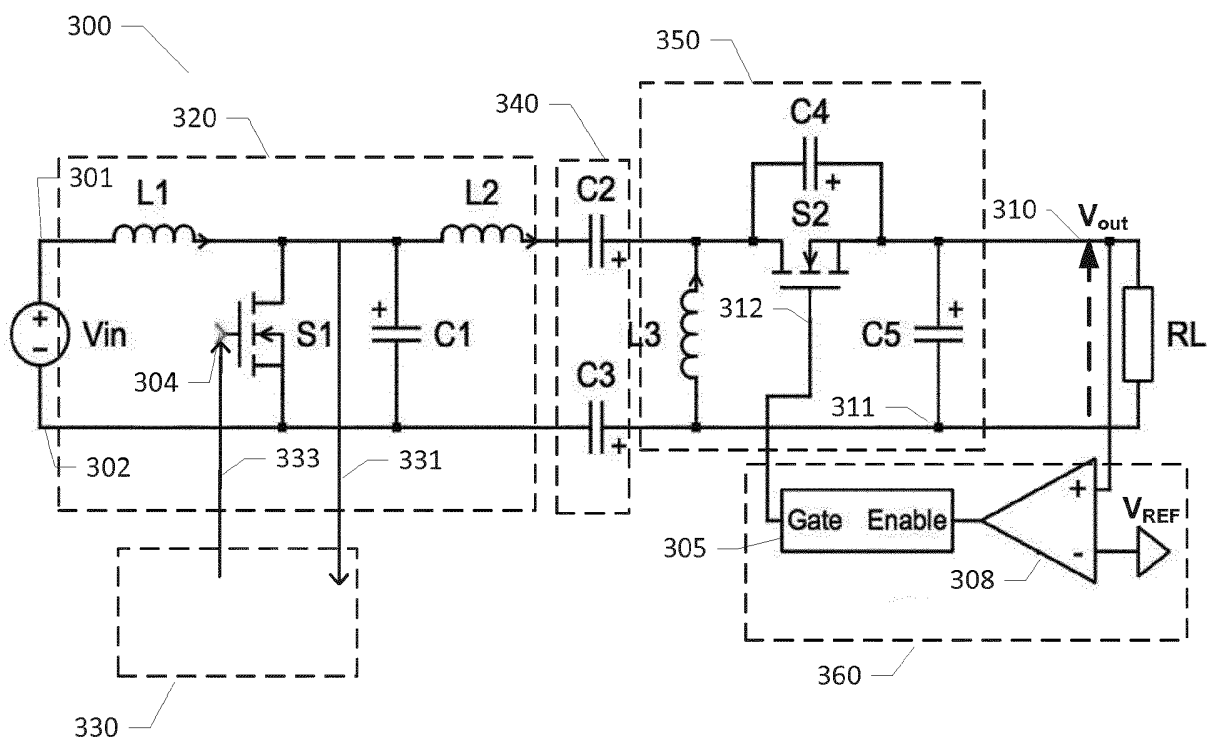 300
350
320
340
C4
+
301
L1
L2
C2
S2
310
Vout
+
+
Vin
-
304
S1
+
C1
312
L3
C5
+
RL
C3
+
311
302
333
331
+
-
VREF
Gate Enable
305
308
330
360